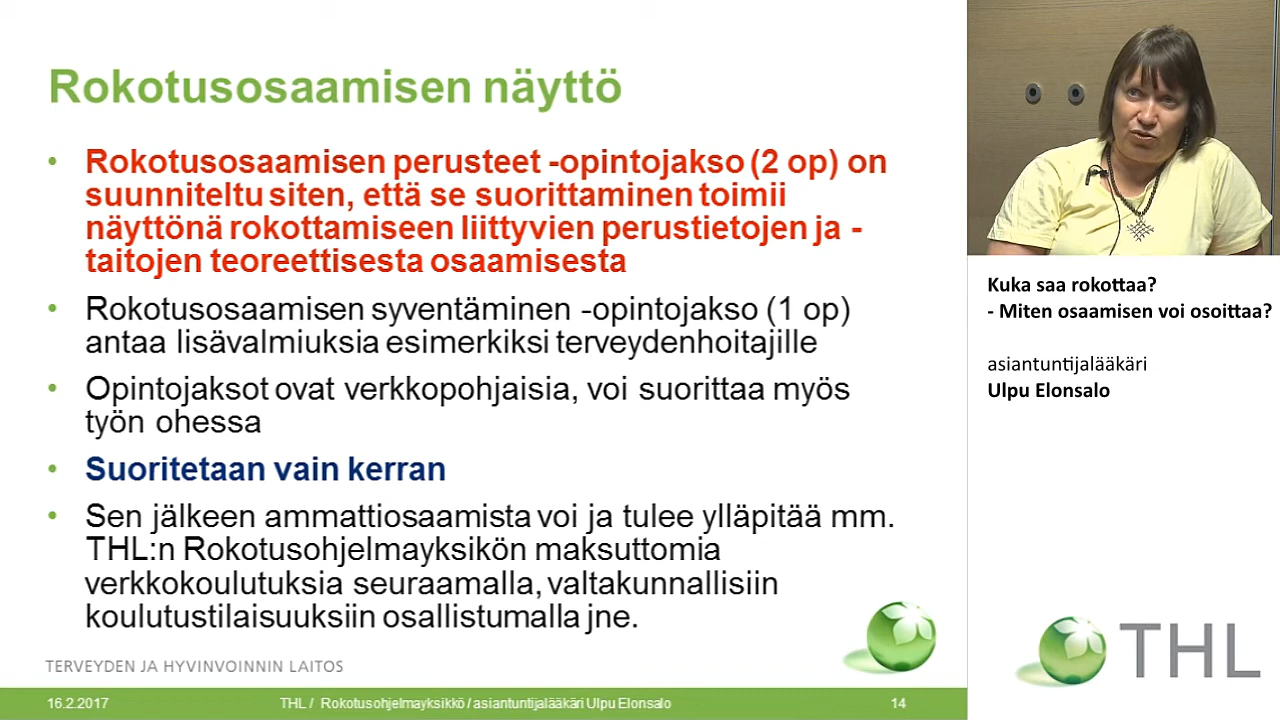 Rokotusosaamisen näyttö
• Rokotusosaamisen perusteet -opintojakso (2 op) on
suunniteltu siten, että se suorittaminen toimii
näyttönä rokottamiseen liittyvien perustietojen ja -
taitojen teoreettisesta osaamisesta
• Rokotusosaamisen syventäminen -opintojakso (1 op)
antaa lisävalmiuksia esimerkiksi terveydenhoitajille
• Opintojaksot ovat verkkopohjaisia, voi suorittaa myös
työn ohessa
• Suoritetaan vain kerran
• Sen jälkeen ammattiosaamista voi ja tulee ylläpitää mm.
THL:n Rokotusohjelmayksikön maksuttomia
verkkokoulutuksia seuraamalla, valtakunnallisiin
koulutustilaisuuksiin osallistumalla jne.
TERVEYDEN JA HYVINVOINNIN LAITOS
16.2.2017 THL / Rokotusohjelmayksikkö / asiantuntijalääkäri Ulpu Elonsalo 14
Kuka saa rokottaa?
- Miten osaamisen voi osoittaa?
asiantuntijalääkäri
Ulpu Elonsalo
THL